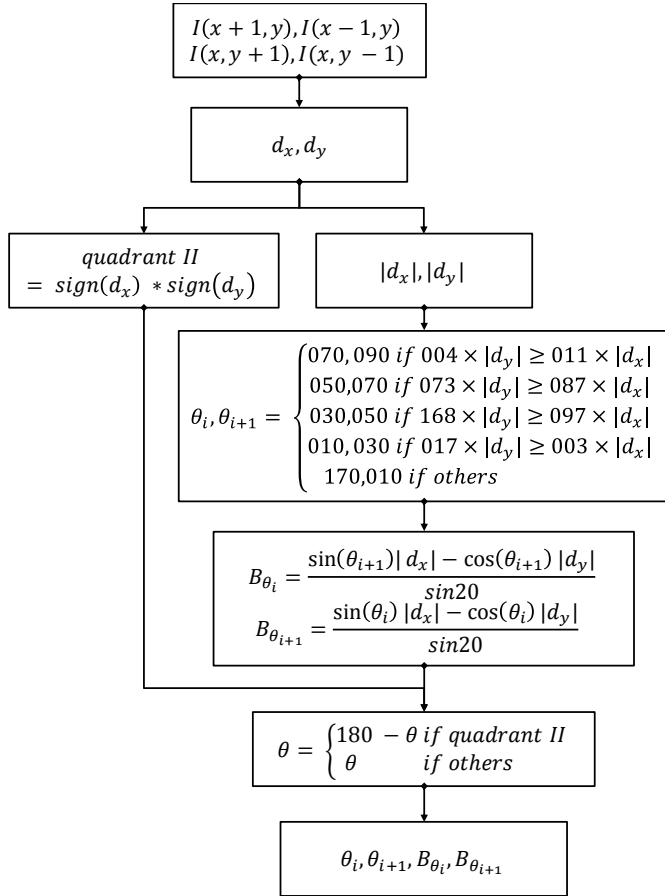 I(x + 1, y), I(x − 1, y)
I(x, y + 1), I(x, y − 1)
d_x, d_y
quadrant II
= sign(d_x) * sign(d_y)
|d_x|, |d_y|
θ_i, θ_{i+1} = {
070, 090 if 004 × |d_y| ≥ 011 × |d_x|
050,070 if 073 × |d_y| ≥ 087 × |d_x|
030,050 if 168 × |d_y| ≥ 097 × |d_x|
010, 030 if 017 × |d_y| ≥ 003 × |d_x|
170,010 if others
B_{θ_i} = \frac{sin(θ_{i+1})| d_x| − cos(θ_{i+1}) |d_y|}{sin20}
B_{θ_{i+1}} = \frac{sin(θ_i) |d_x| − cos(θ_i) |d_y|}{sin20}
θ = { 180 − θ if quadrant II
θ if others
θ_i, θ_{i+1}, B_{θ_i}, B_{θ_{i+1}}